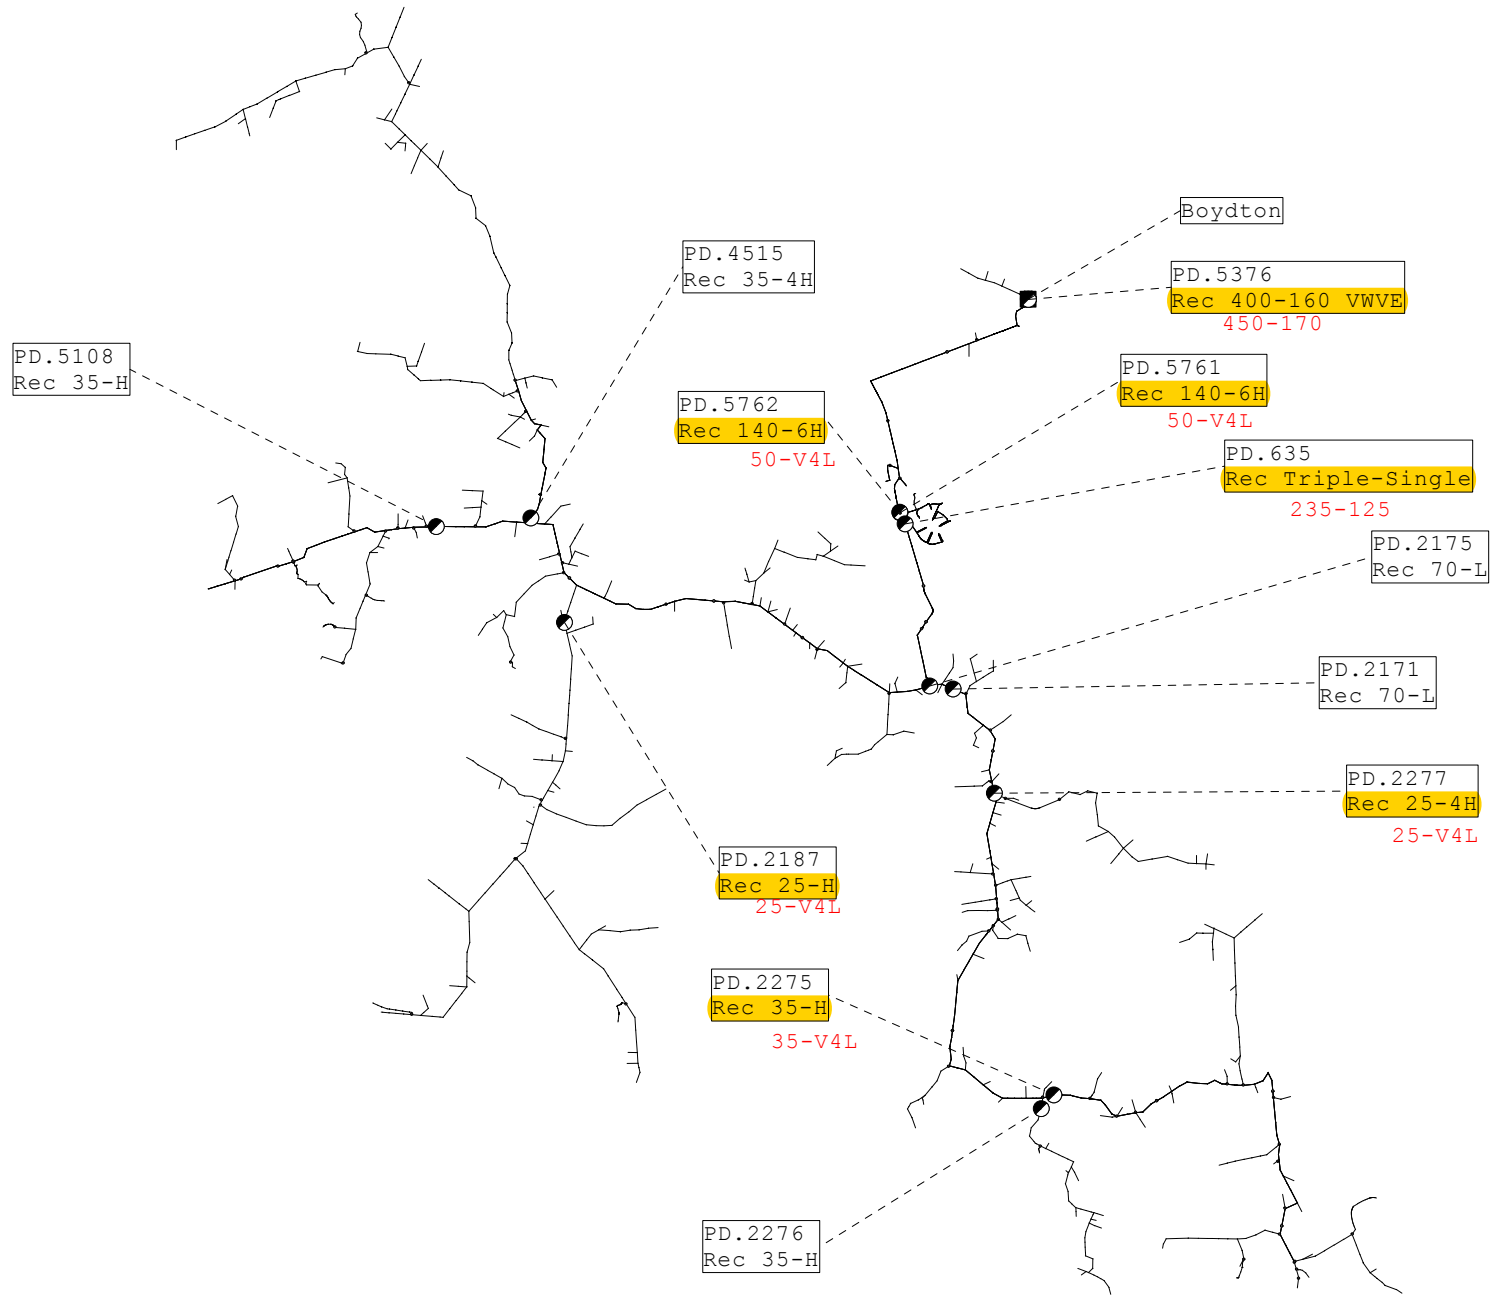 Boydton
PD.4515
Rec 35-4H
PD.5376
Rec 400-160 VWVE
450-170
PD.5108
Rec 35-H
PD.5761
Rec 140-6H
50-V4L
PD.5762
Rec 140-6H
50-V4L
PD.635
Rec Triple-Single
235-125
PD.2175
Rec 70-L
PD.2171
Rec 70-L
PD.2277
Rec 25-4H
25-V4L
PD.2187
Rec 25-H
25-V4L
PD.2275
Rec 35-H
35-V4L
PD.2276
Rec 35-H